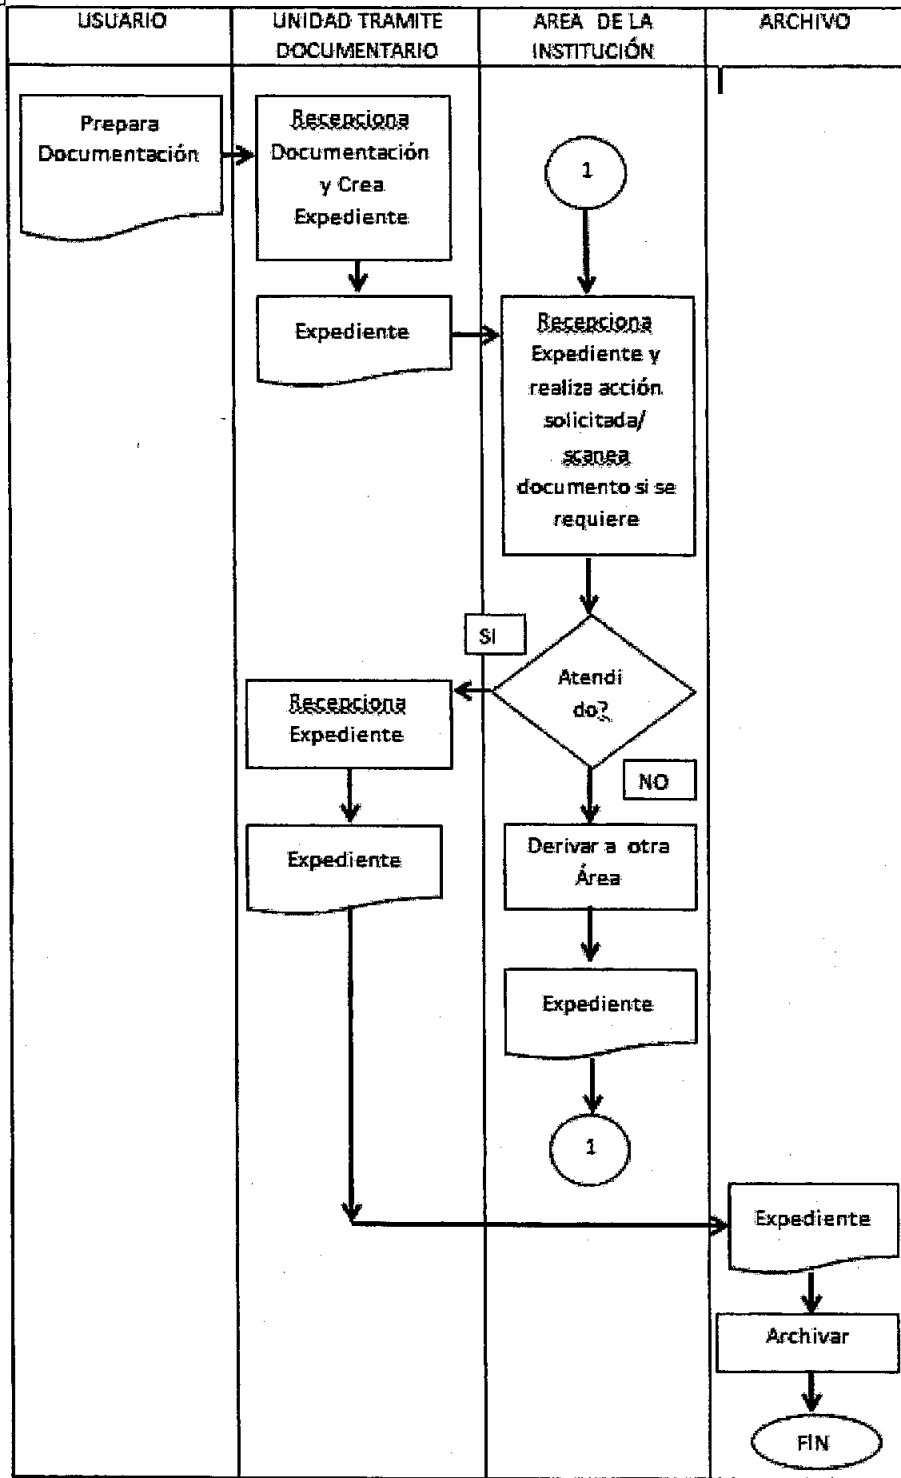 USUARIO
UNIDAD TRAMITE
DOCUMENTARIO
AREA DE LA
INSTITUCIÓN
ARCHIVO
Prepara
Documentación
Recepciona
Documentación
y Crea
Expediente
1
Expediente
Recepciona
Expediente y
realiza acción
solicitada/
scanea
documento si se
requiere
SI
Atendi
do?
Recepciona
Expediente
NO
Expediente
Derivar a otra
Área
Expediente
1
Expediente
Archivar
FIN